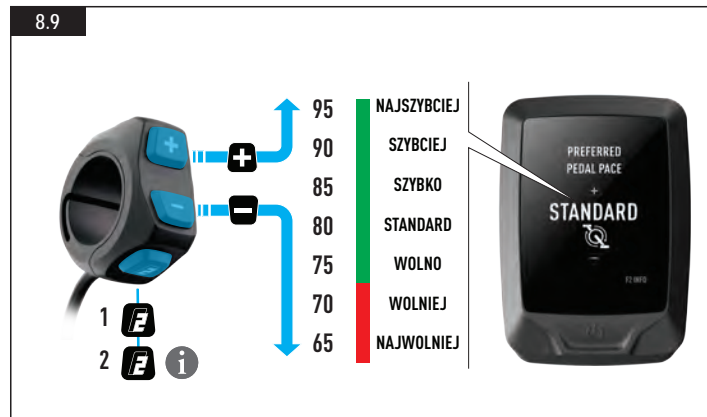 8.9
+
−
+
−
1 F
2 F i
95 NAJSZYBCIEJ
90 SZYBCIEJ
85 SZYBKO
80 STANDARD
75 WOLNO
70 WOLNIEJ
65 NAJWOLNIEJ
PREFERRED
PEDAL PACE
+
STANDARD
−
F2 INFO